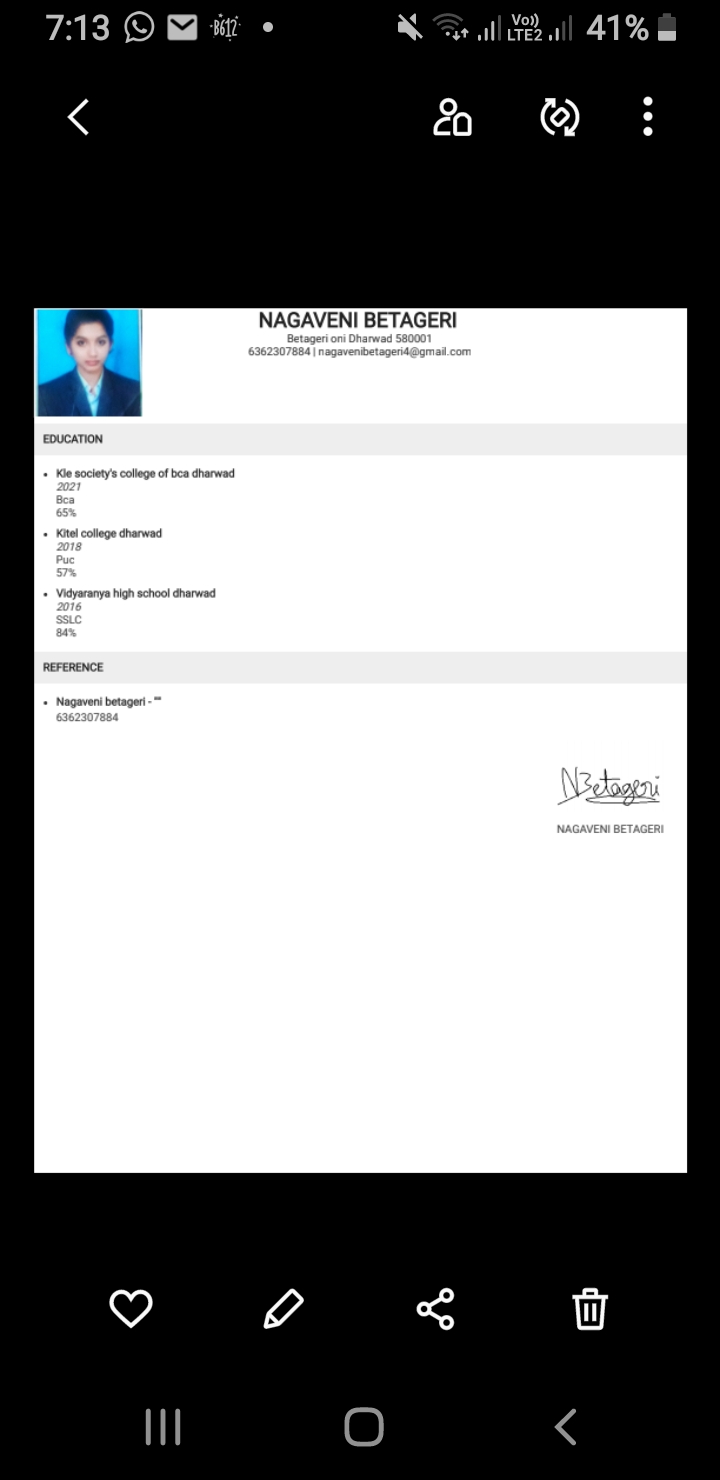 7:13 B612 Vo)) LTE2 41%
NAGAVENI BETAGERI
Betageri oni Dharwad 580001
6362307884 | nagavenibetageri4@gmail.com
EDUCATION
• Kle society's college of bca dharwad
2021
Bca
65%
• Kitel college dharwad
2018
Puc
57%
• Vidyaranya high school dharwad
2016
SSLC
84%
REFERENCE
• Nagaveni betageri - ""
6362307884
NBetageri
NAGAVENI BETAGERI